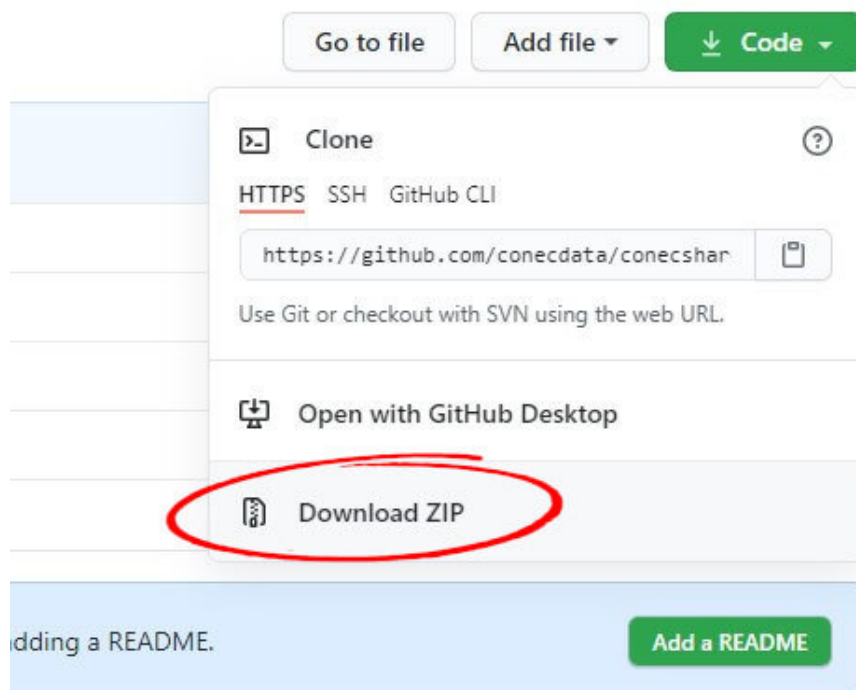 Go to file Add file Code
Clone
HTTPS SSH GitHub CLI
https://github.com/conecdata/conecshar
Use Git or checkout with SVN using the web URL.
Open with GitHub Desktop
Download ZIP
dding a README.
Add a README